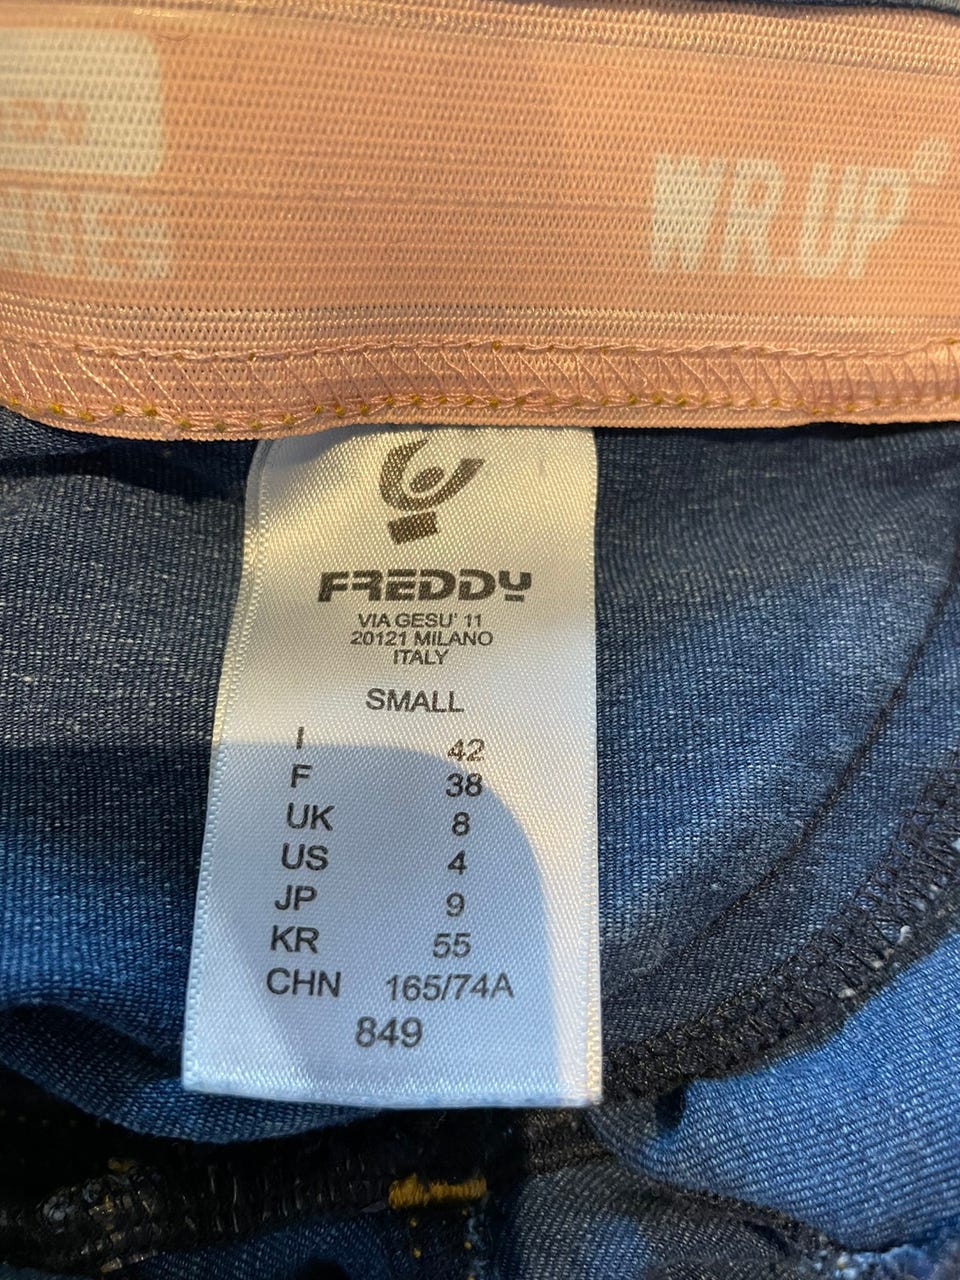 WR.UP®
FREDDY
VIA GESU' 11
20121 MILANO
ITALY
SMALL
I 42
F 38
UK 8
US 4
JP 9
KR 55
CHN 165/74A
849